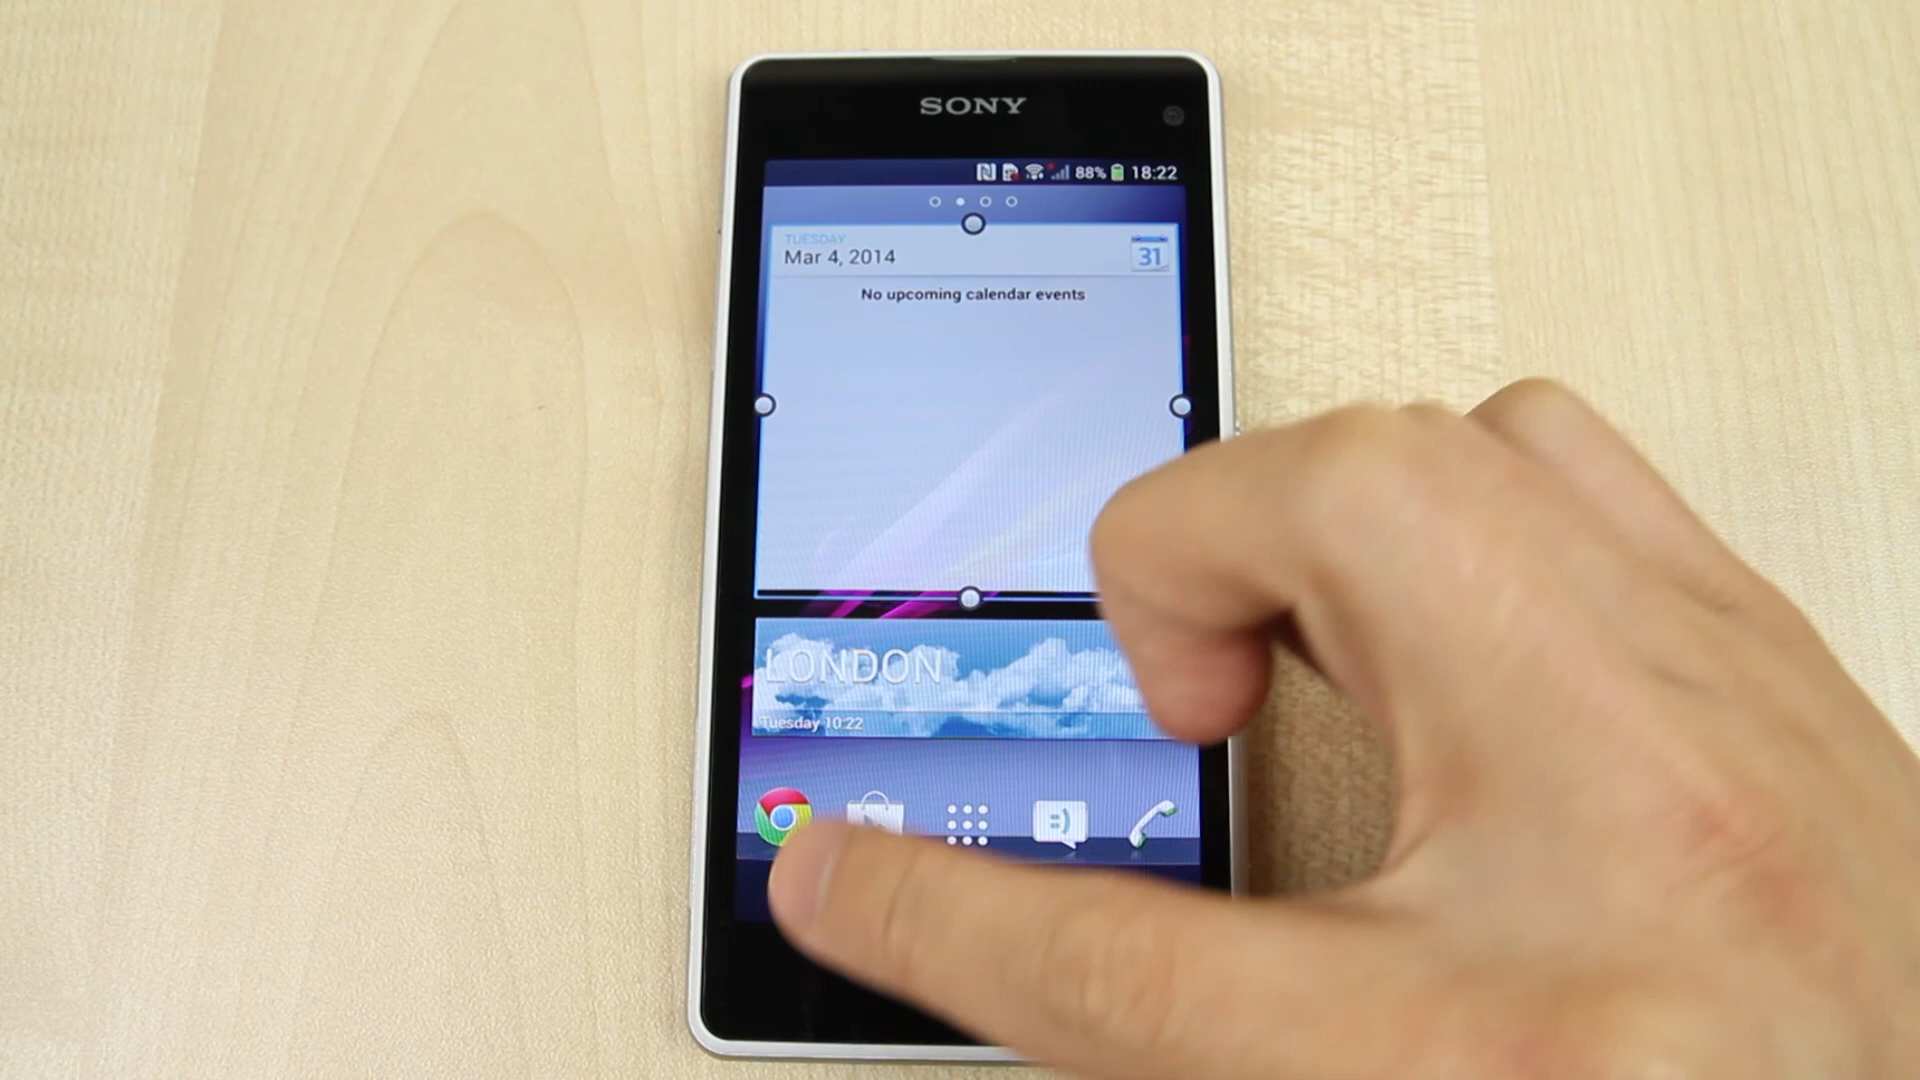 SONY
88% 18:22
TUESDAY
Mar 4, 2014
31
No upcoming calendar events
LONDON
Tuesday 10:22